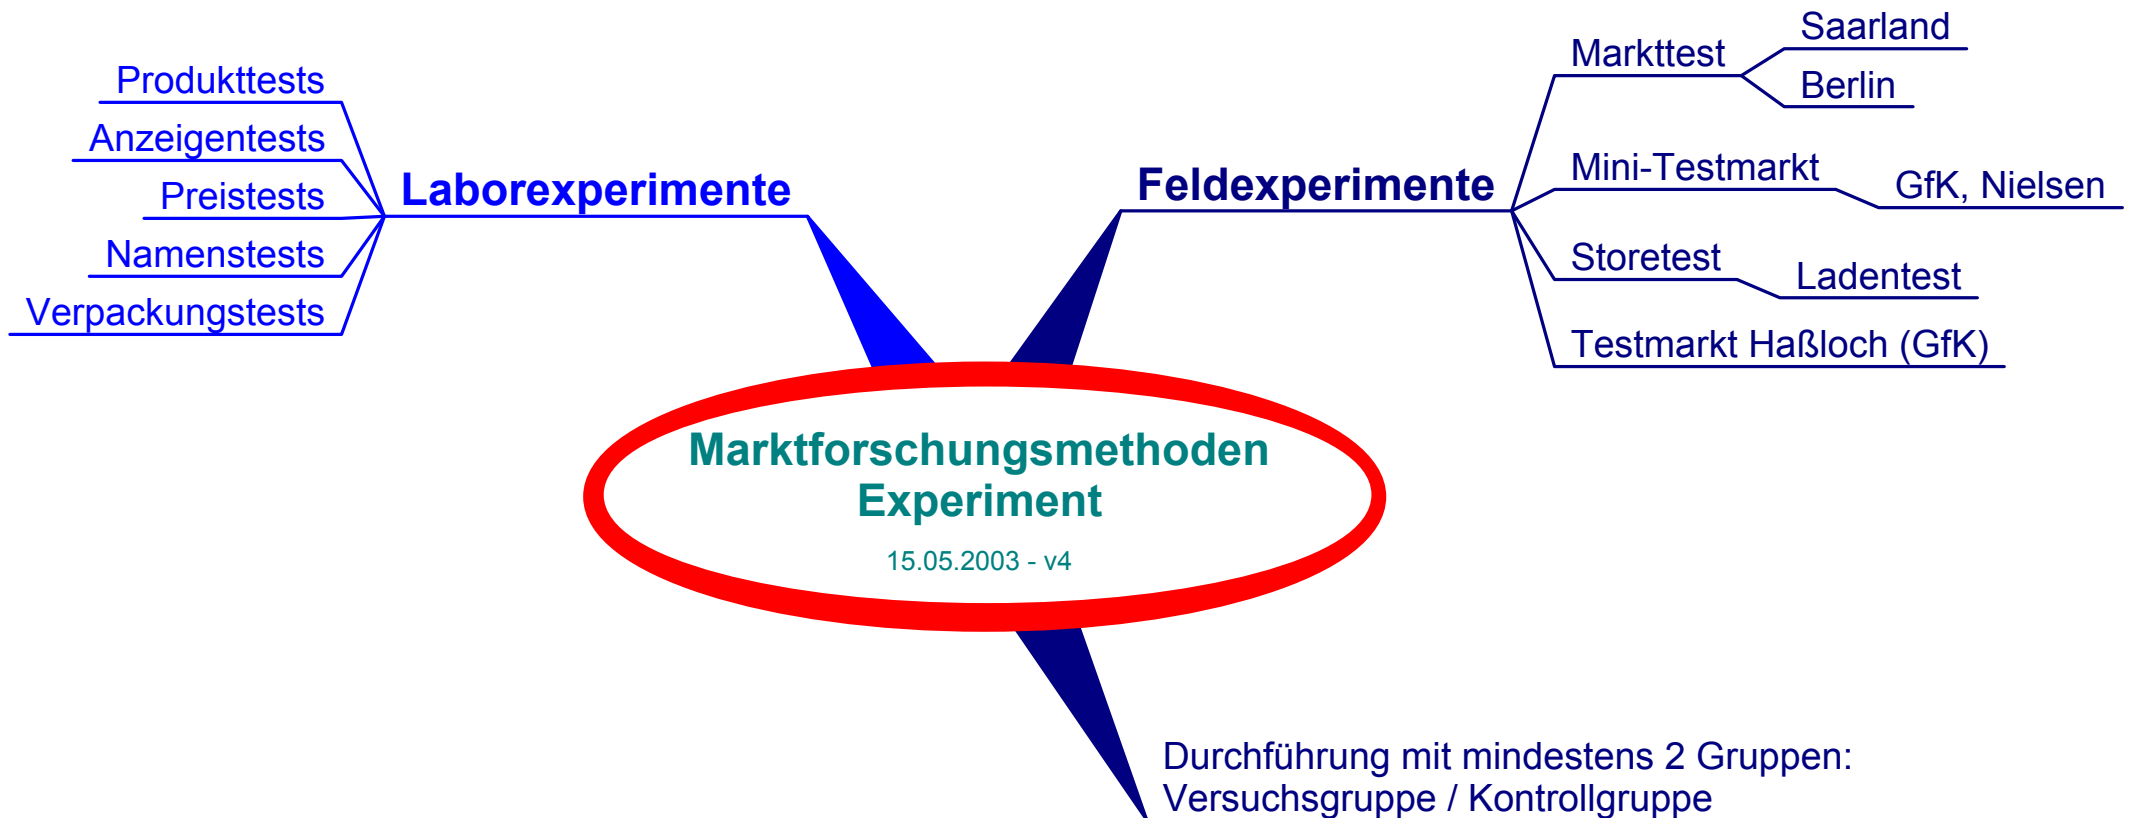 Produkttests
Anzeigentests
Preistests
Namenstests
Verpackungstests
Laborexperimente
Feldexperimente
Markttest
Saarland
Berlin
Mini-Testmarkt
GfK, Nielsen
Storetest
Ladentest
Testmarkt Haßloch (GfK)
Marktforschungsmethoden
Experiment
15.05.2003 - v4
Durchführung mit mindestens 2 Gruppen:
Versuchsgruppe / Kontrollgruppe